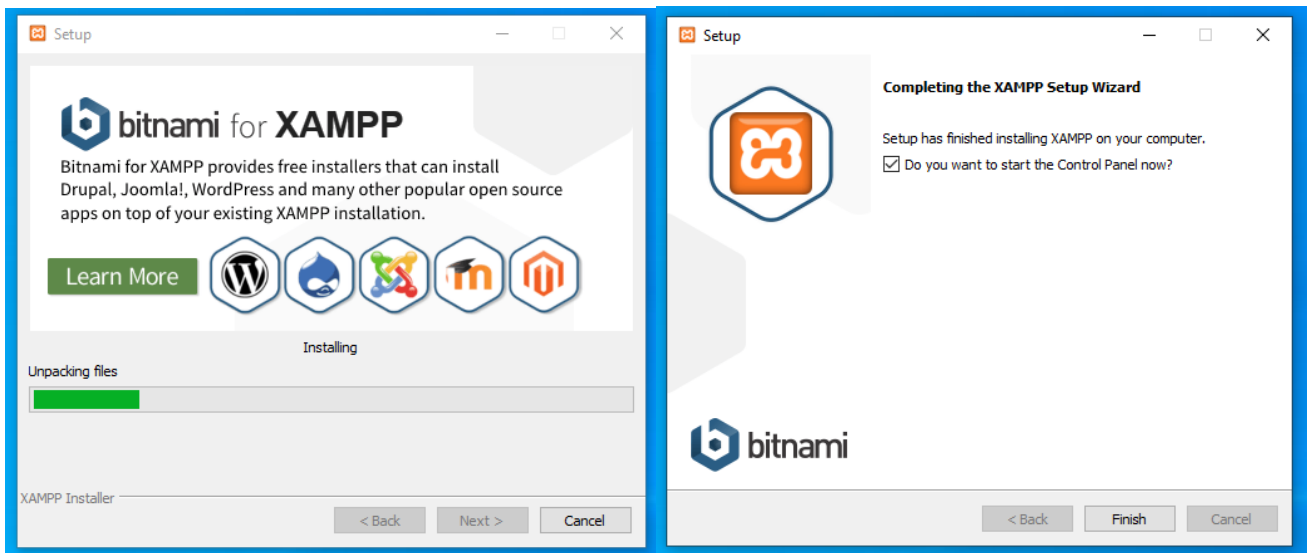 Setup
bitnami for XAMPP
Bitnami for XAMPP provides free installers that can install
Drupal, Joomla!, WordPress and many other popular open source
apps on top of your existing XAMPP installation.
Learn More
Installing
Unpacking files
XAMPP Installer
< Back
Next >
Cancel
Setup
Completing the XAMPP Setup Wizard
Setup has finished installing XAMPP on your computer.
Do you want to start the Control Panel now?
bitnami
< Back
Finish
Cancel